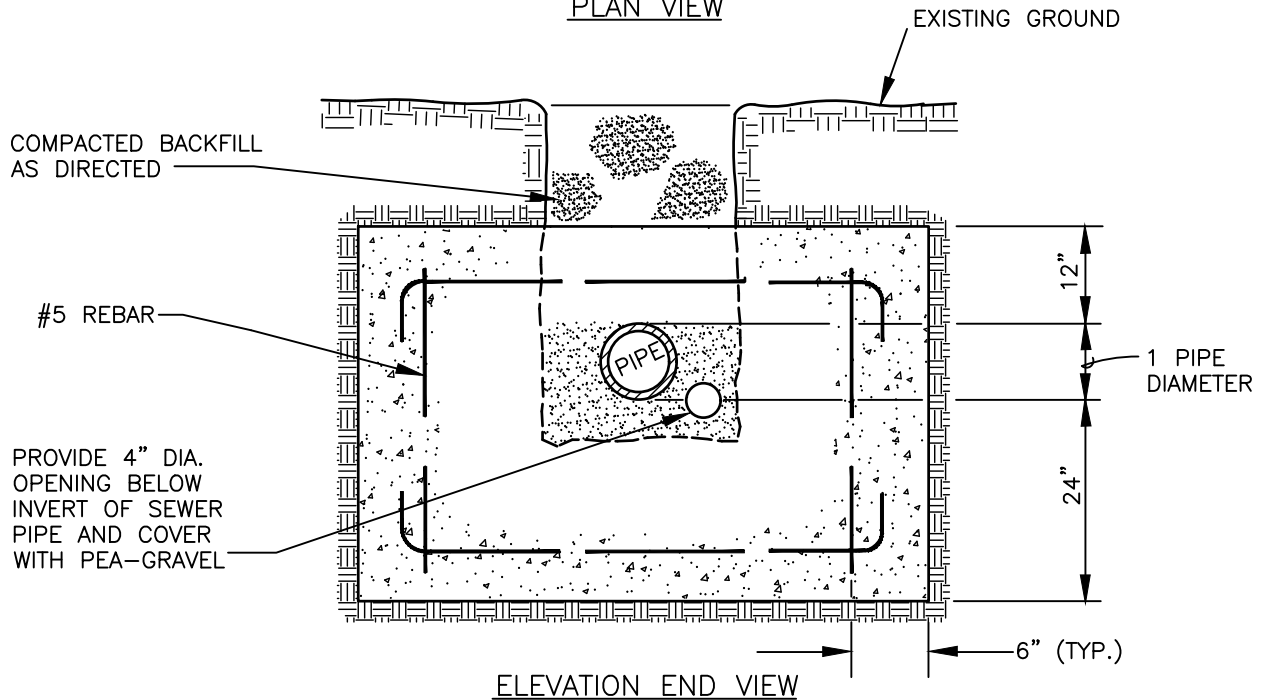 PLAN VIEW
EXISTING GROUND
COMPACTED BACKFILL
AS DIRECTED
12"
#5 REBAR
PIPE
1 PIPE
DIAMETER
PROVIDE 4" DIA.
OPENING BELOW
INVERT OF SEWER
PIPE AND COVER
WITH PEA-GRAVEL
24"
6" (TYP.)
ELEVATION END VIEW